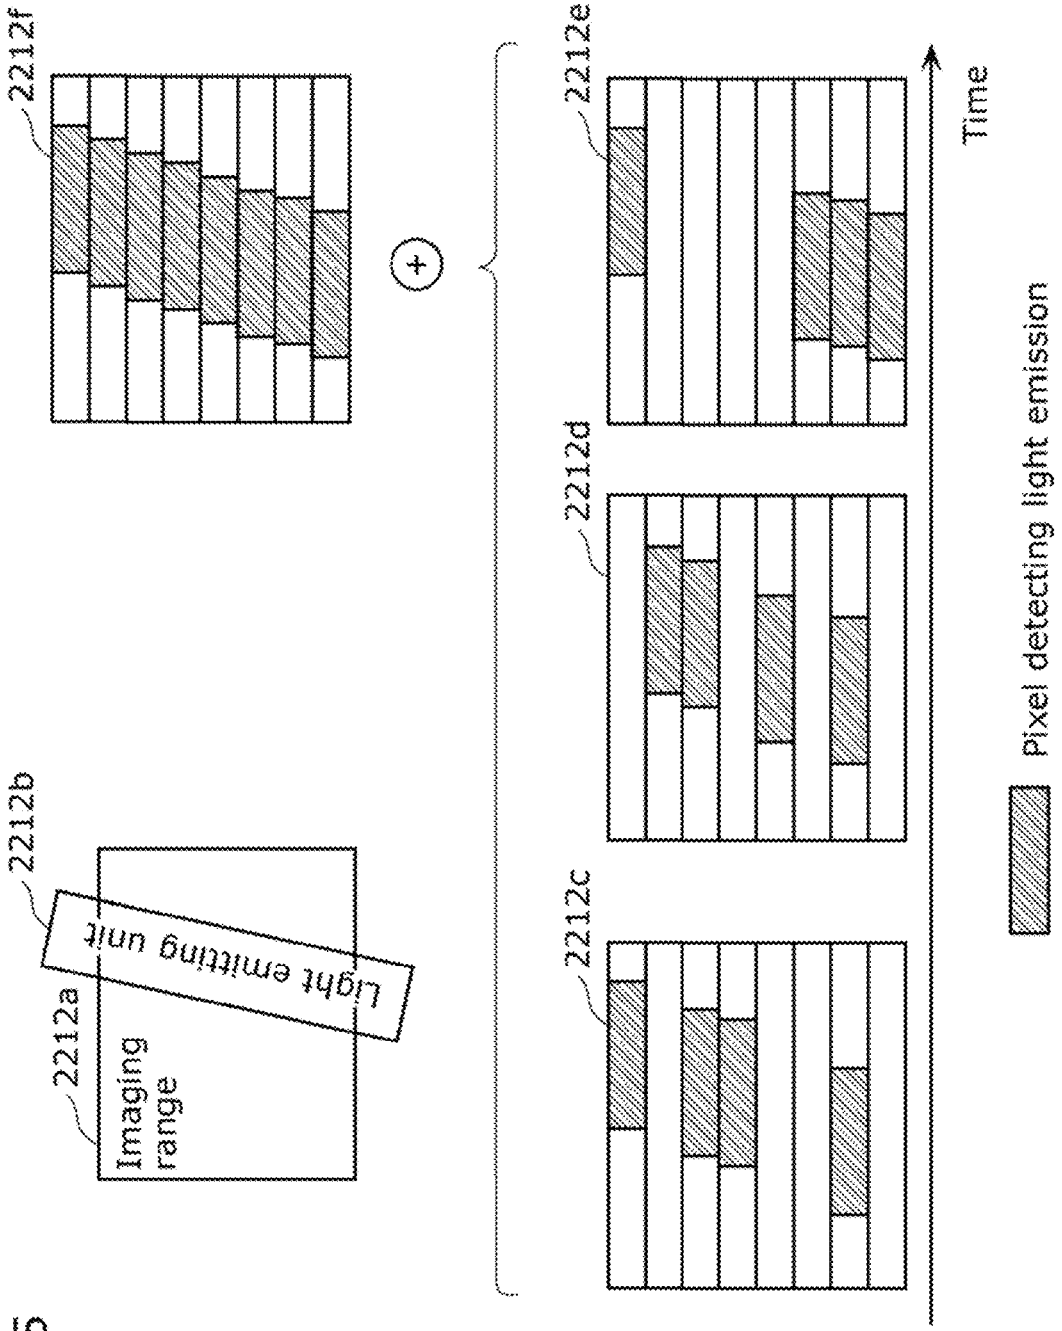 2212a
2212b
Imaging
range
Light emitting unit
2212f
+
2212c
2212d
2212e
Time
Pixel detecting light emission